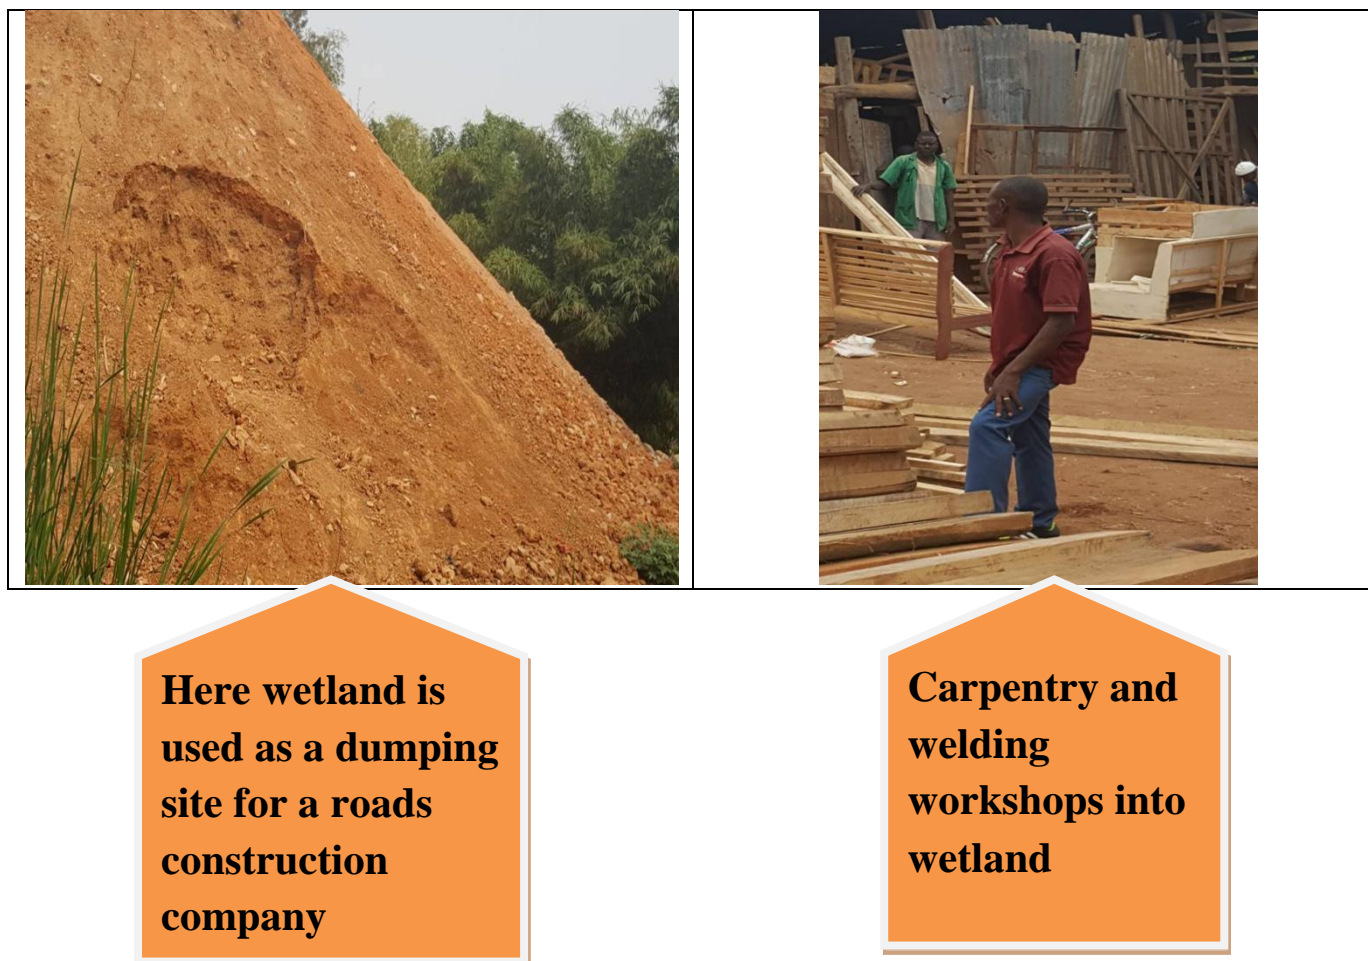 Here wetland is
used as a dumping
site for a roads
construction
company
Carpentry and
welding
workshops into
wetland